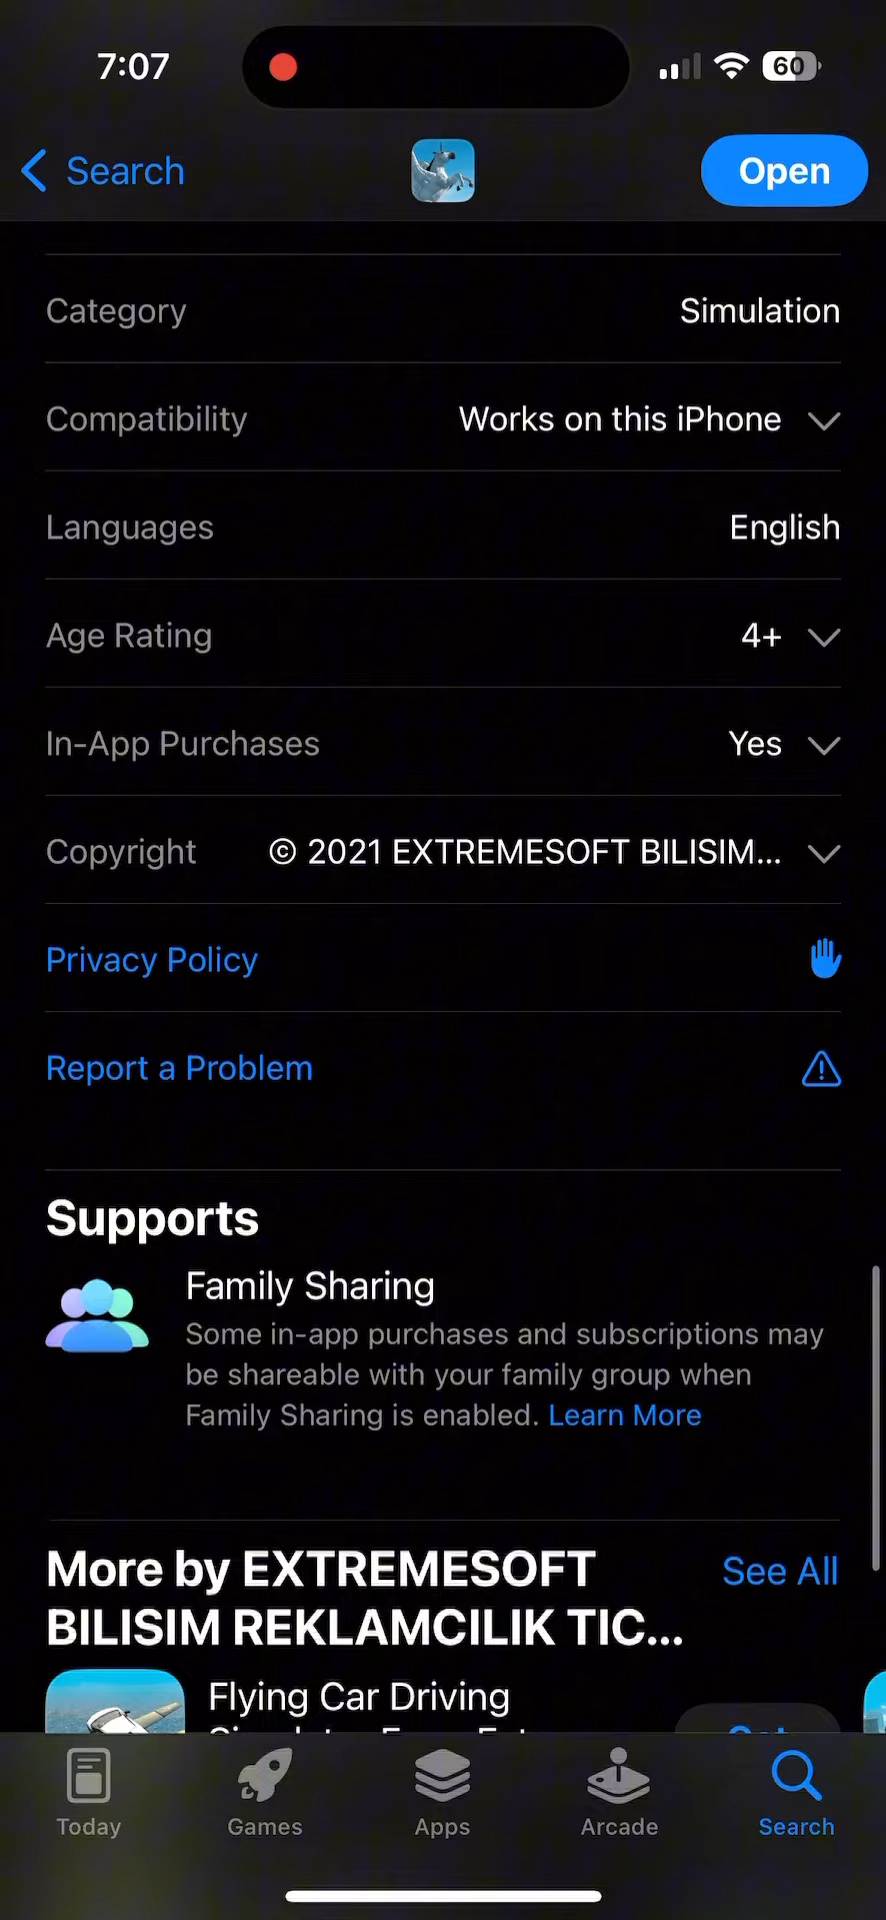 7:07
60
Search
Open
Category
Simulation
Compatibility
Works on this iPhone
Languages
English
Age Rating
4+
In-App Purchases
Yes
Copyright
© 2021 EXTREMESOFT BILISIM...
Privacy Policy
Report a Problem
Supports
Family Sharing
Some in-app purchases and subscriptions may
be shareable with your family group when
Family Sharing is enabled. Learn More
More by EXTREMESOFT
BILISIM REKLAMCILIK TIC...
See All
Flying Car Driving
Today
Games
Apps
Arcade
Search